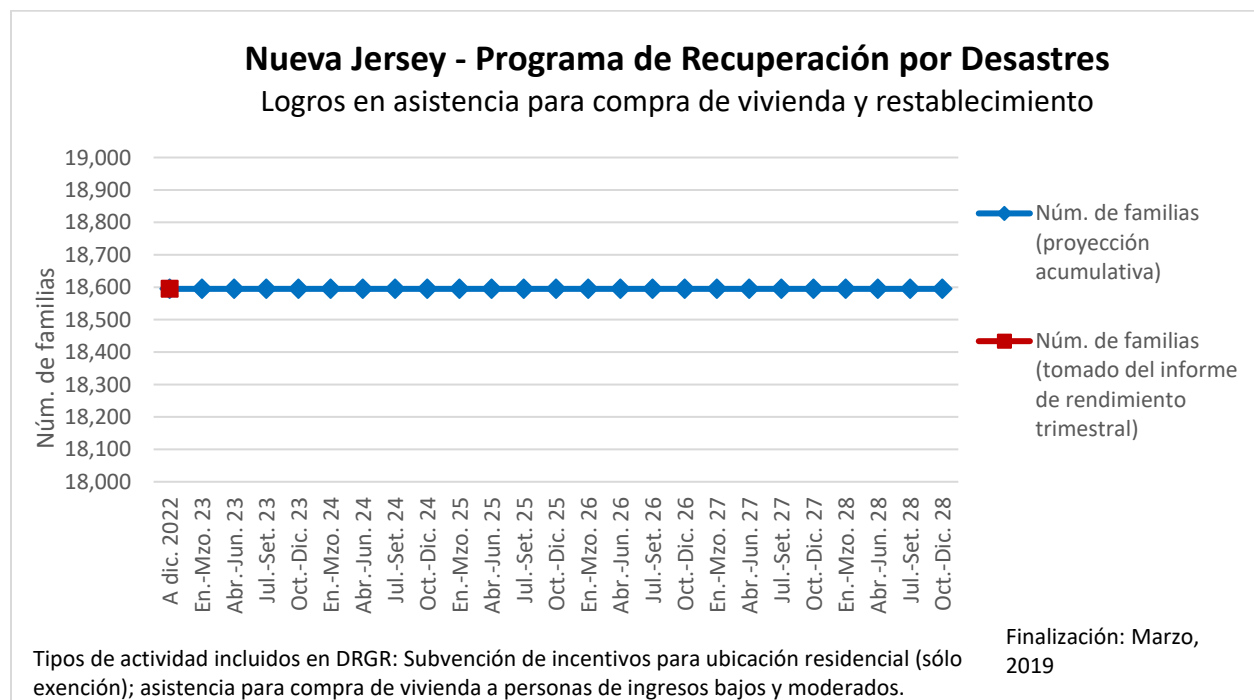 Nueva Jersey - Programa de Recuperación por Desastres
Logros en asistencia para compra de vivienda y restablecimiento
Núm. de familias
19,000
18,900
18,800
18,700
18,600
18,500
18,400
18,300
18,200
18,100
18,000
A dic. 2022
En.-Mzo. 23
Abr.-Jun. 23
Jul.-Set. 23
Oct.-Dic. 23
En.-Mzo. 24
Abr.-Jun. 24
Jul.-Set. 24
Oct.-Dic. 24
En.-Mzo. 25
Abr.-Jun. 25
Jul.-Set. 25
Oct.-Dic. 25
En.-Mzo. 26
Abr.-Jun. 26
Jul.-Set. 26
Oct.-Dic. 26
En.-Mzo. 27
Abr.-Jun. 27
Jul.-Set. 27
Oct.-Dic. 27
En.-Mzo. 28
Abr.-Jun. 28
Jul.-Set. 28
Oct.-Dic. 28
Núm. de familias
(proyección
acumulativa)
Núm. de familias
(tomado del informe
de rendimiento
trimestral)
Tipos de actividad incluidos en DRGR: Subvención de incentivos para ubicación residencial (sólo
exención); asistencia para compra de vivienda a personas de ingresos bajos y moderados.
Finalización: Marzo,
2019